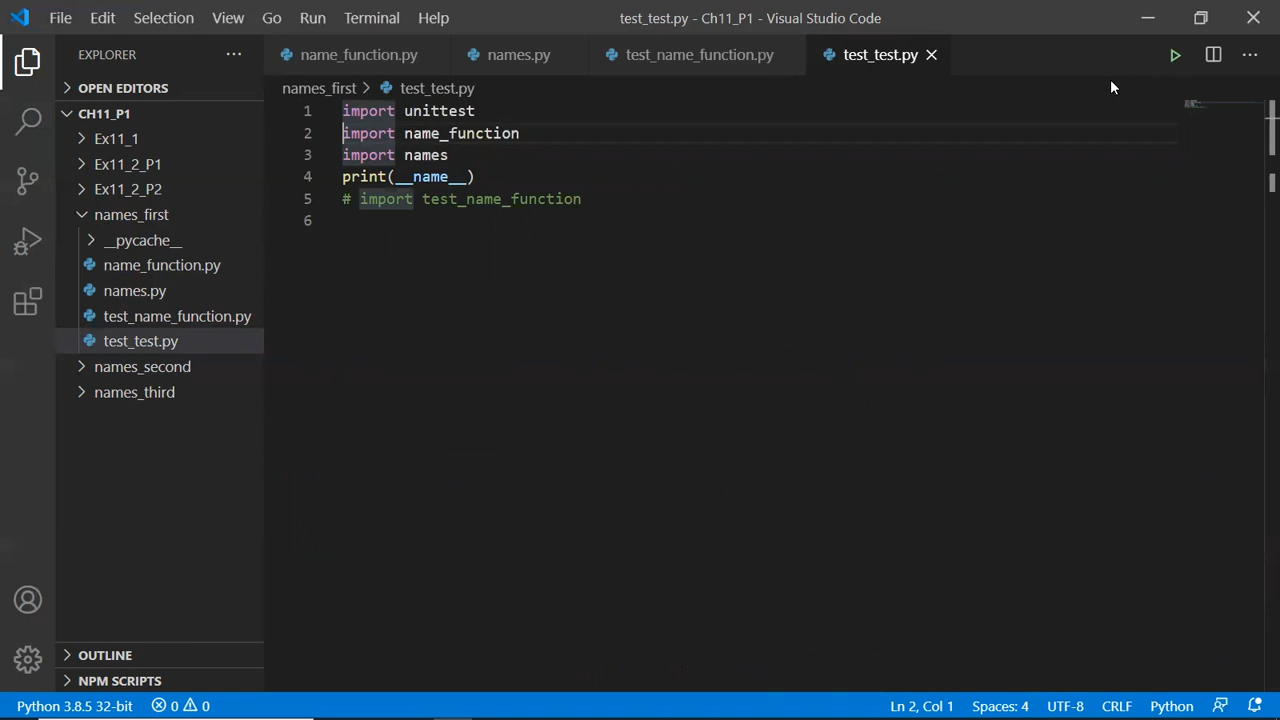 File Edit Selection View Go Run Terminal Help
test_test.py - Ch11_P1 - Visual Studio Code
EXPLORER
name_function.py
names.py
test_name_function.py
test_test.py
OPEN EDITORS
CH11_P1
Ex11_1
Ex11_2_P1
Ex11_2_P2
names_first
__pycache__
name_function.py
names.py
test_name_function.py
test_test.py
names_second
names_third
OUTLINE
NPM SCRIPTS
names_first > test_test.py
1 import unittest
2 import name_function
3 import names
4 print(__name__)
5 # import test_name_function
6
Python 3.8.5 32-bit 0 0 Ln 2, Col 1 Spaces: 4 UTF-8 CRLF Python